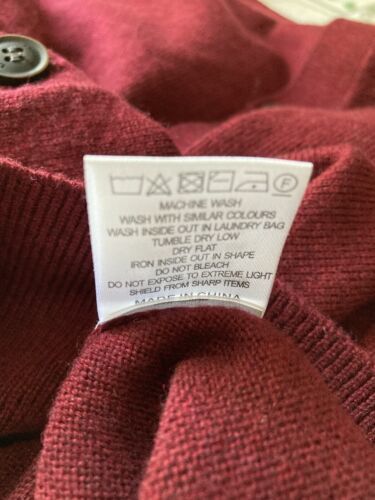 MACHINE WASH
WASH WITH SIMILAR COLOURS
WASH INSIDE OUT IN LAUNDRY BAG
TUMBLE DRY LOW
DRY FLAT
IRON INSIDE OUT IN SHAPE
DO NOT BLEACH
DO NOT EXPOSE TO EXTREME LIGHT
SHIELD FROM SHARP ITEMS
MADE IN CHINA